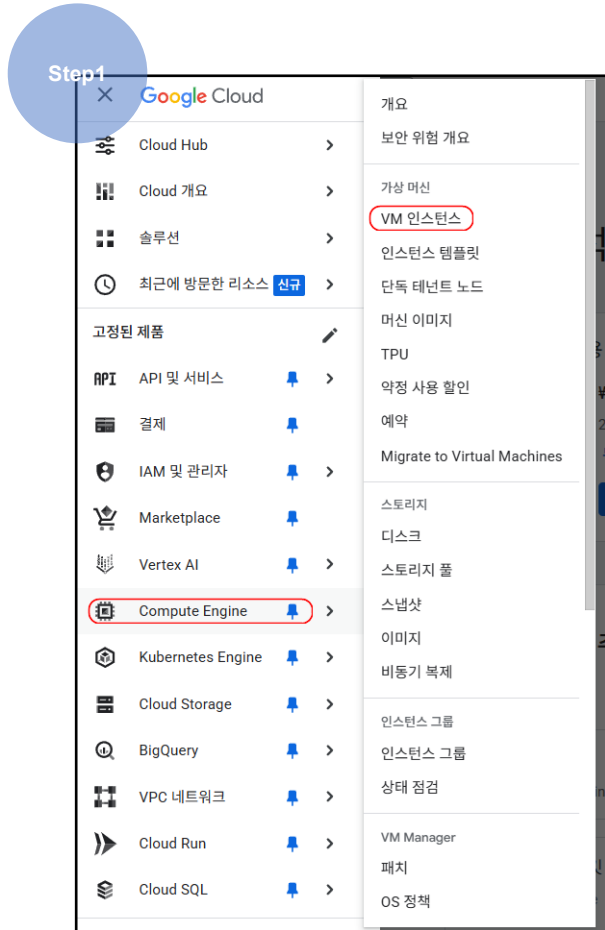 Step1
Google Cloud
Cloud Hub
Cloud 개요
솔루션
최근에 방문한 리소스 신규
고정된 제품
API API 및 서비스
결제
IAM 및 관리자
Marketplace
Vertex AI
Compute Engine
Kubernetes Engine
Cloud Storage
BigQuery
VPC 네트워크
Cloud Run
Cloud SQL
개요
보안 위험 개요
가상 머신
VM 인스턴스
인스턴스 템플릿
단독 테넌트 노드
머신 이미지
TPU
약정 사용 할인
예약
Migrate to Virtual Machines
스토리지
디스크
스토리지 풀
스냅샷
이미지
비동기 복제
인스턴스 그룹
인스턴스 그룹
상태 점검
VM Manager
패치
OS 정책